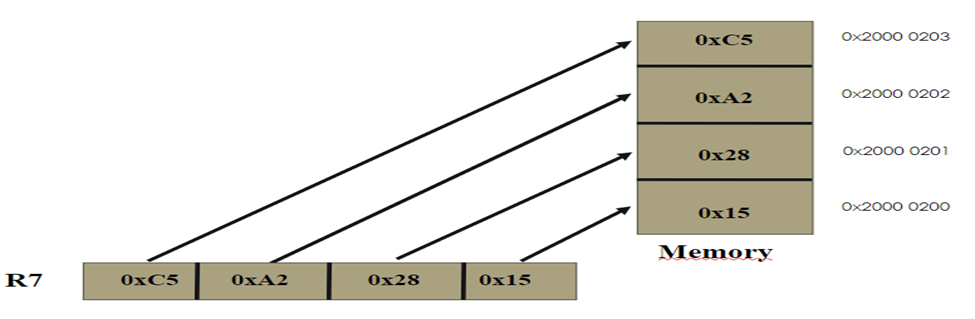 0xC5 0x2000 0203
0xA2 0x2000 0202
0x28 0x2000 0201
0x15 0x2000 0200
Memory
R7 0xC5 0xA2 0x28 0x15